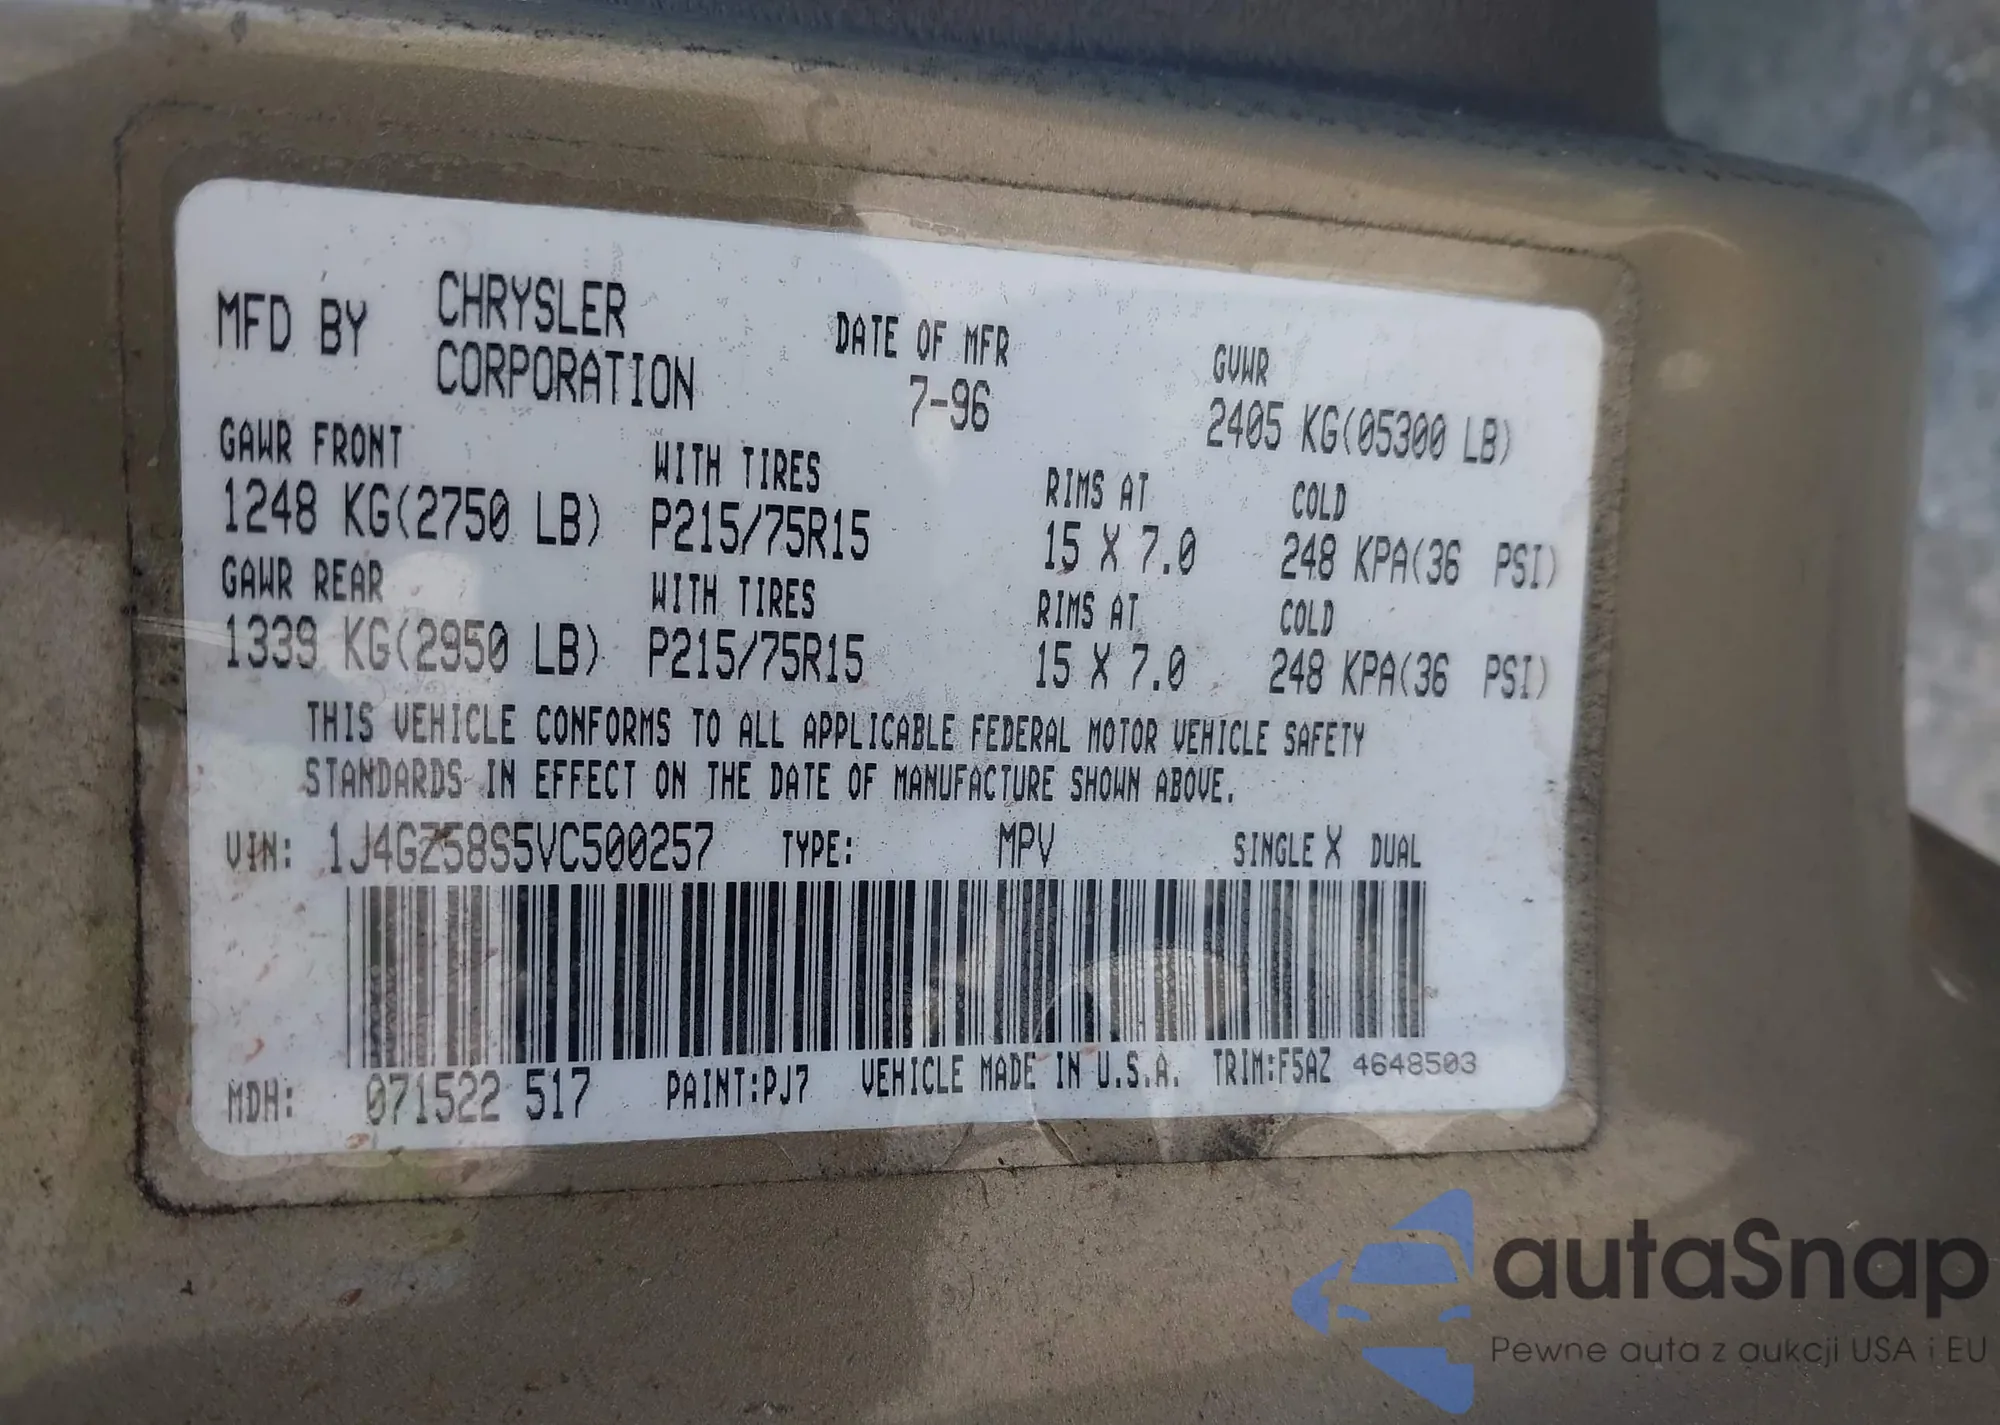 MFD BY CHRYSLER CORPORATION
DATE OF MFR 7-96
GVWR 2405 KG(05300 LB)
GAWR FRONT WITH TIRES RIMS AT COLD
1248 KG(2750 LB) P215/75R15 15 X 7.0 248 KPA(36 PSI)
GAWR REAR WITH TIRES RIMS AT COLD
1339 KG(2950 LB) P215/75R15 15 X 7.0 248 KPA(36 PSI)
THIS VEHICLE CONFORMS TO ALL APPLICABLE FEDERAL MOTOR VEHICLE SAFETY
STANDARDS IN EFFECT ON THE DATE OF MANUFACTURE SHOWN ABOVE.
VIN: 1J4GZ58S5VC500257 TYPE: MPV SINGLE X DUAL
MDH: 071522 517 PAINT:PJ7 VEHICLE MADE IN U.S.A. TRIM:F5AZ 4648503
autaSnap
Pewne auta z aukcji USA i EU